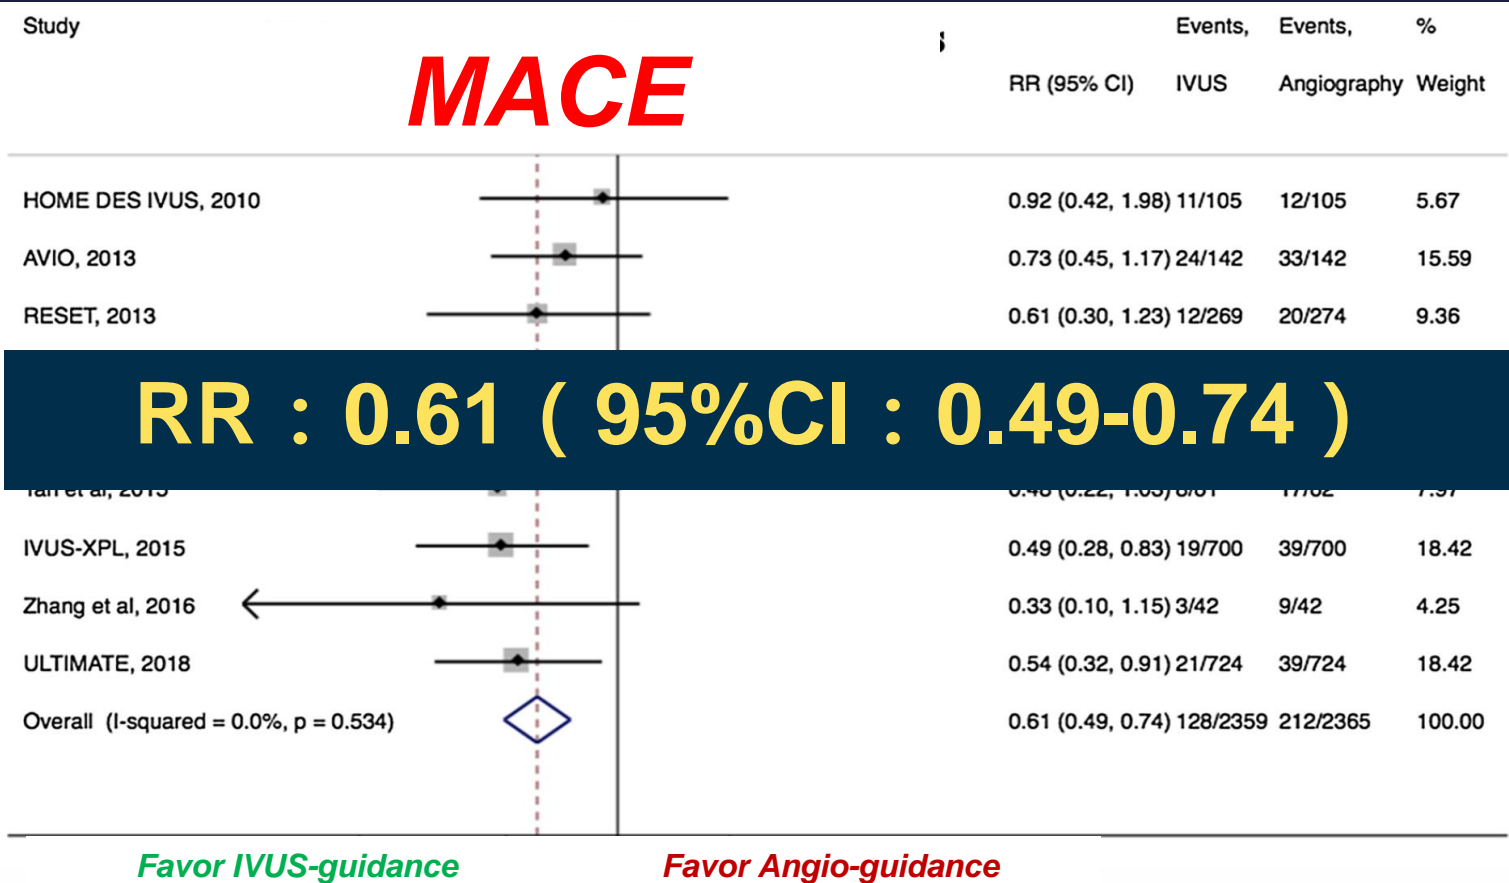 Study Events, Events, %
MACE
RR (95% CI) IVUS Angiography Weight
HOME DES IVUS, 2010 0.92 (0.42, 1.98) 11/105 12/105 5.67
AVIO, 2013 0.73 (0.45, 1.17) 24/142 33/142 15.59
RESET, 2013 0.61 (0.30, 1.23) 12/269 20/274 9.36
RR : 0.61 ( 95%CI : 0.49-0.74 )
IVUS-XPL, 2015 0.49 (0.28, 0.83) 19/700 39/700 18.42
Zhang et al, 2016 0.33 (0.10, 1.15) 3/42 9/42 4.25
ULTIMATE, 2018 0.54 (0.32, 0.91) 21/724 39/724 18.42
Overall (I-squared = 0.0%, p = 0.534) 0.61 (0.49, 0.74) 128/2359 212/2365 100.00
Favor IVUS-guidance Favor Angio-guidance